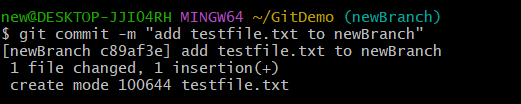 new@DESKTOP-JJIO4RH MINGW64 ~/GitDemo (newBranch)
$ git commit -m "add testfile.txt to newBranch"
[newBranch c89af3e] add testfile.txt to newBranch
 1 file changed, 1 insertion(+)
 create mode 100644 testfile.txt